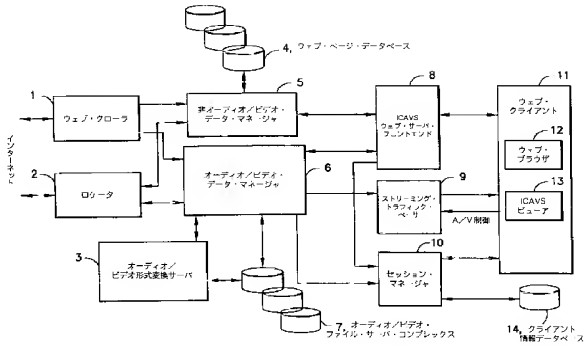 4, ウェブ・ページ・データベース
5
非オーディオ/ビデオ・
データ・マネージャ
8
ICAVS
ウェブ・サーバ・
フロントエンド
11
ウェブ・
クライアント
1
ウェブ・クローラ
12
ウェブ・
ブラウザ
インターネット
2
ロケータ
オーディオ/ビデオ・
データ・マネージャ
6
9
ストリーミング・
トラフィック・
13
ICAVS
ビューア
A/V制御
3
オーディオ/
ビデオ形式変換サーバ
10
セッション・
マネージャ
7, オーディオ/ビデオ・
ファイル・サーバ・コンプレックス
14, クライアント
情報データベース